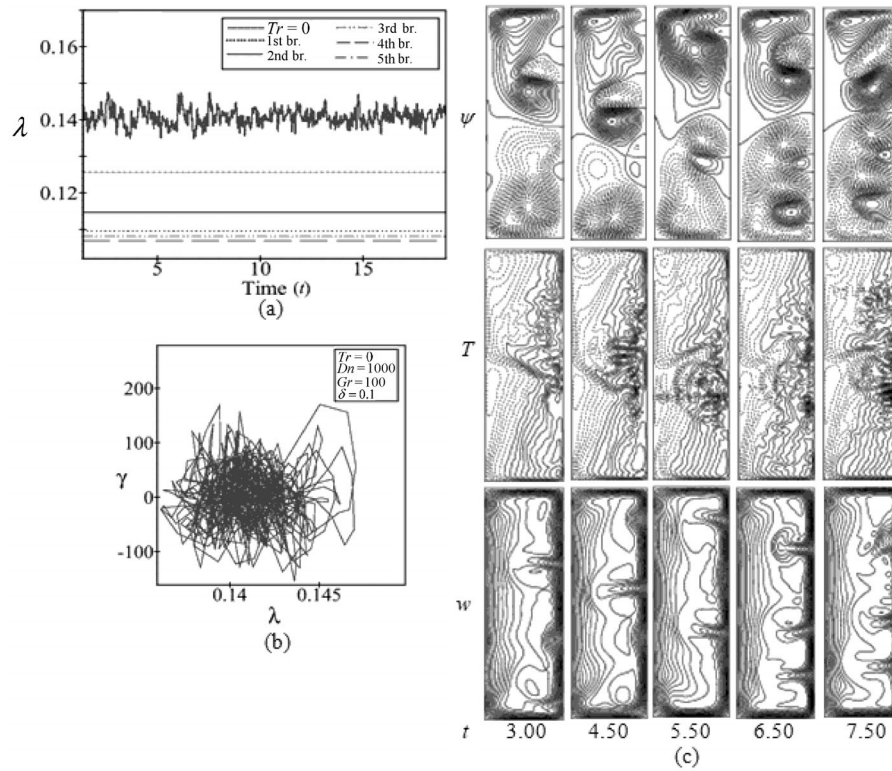 0.16
λ
0.14
0.12
Tr = 0
1st br.
2nd br.
3rd br.
4th br.
5th br.
5
10
15
Time (t)
(a)
200
100
γ
0
-100
Tr = 0
Dn = 1000
Gr = 100
δ = 0.1
0.14
0.145
λ
(b)
ψ
T
w
t
3.00
4.50
5.50
6.50
7.50
(c)